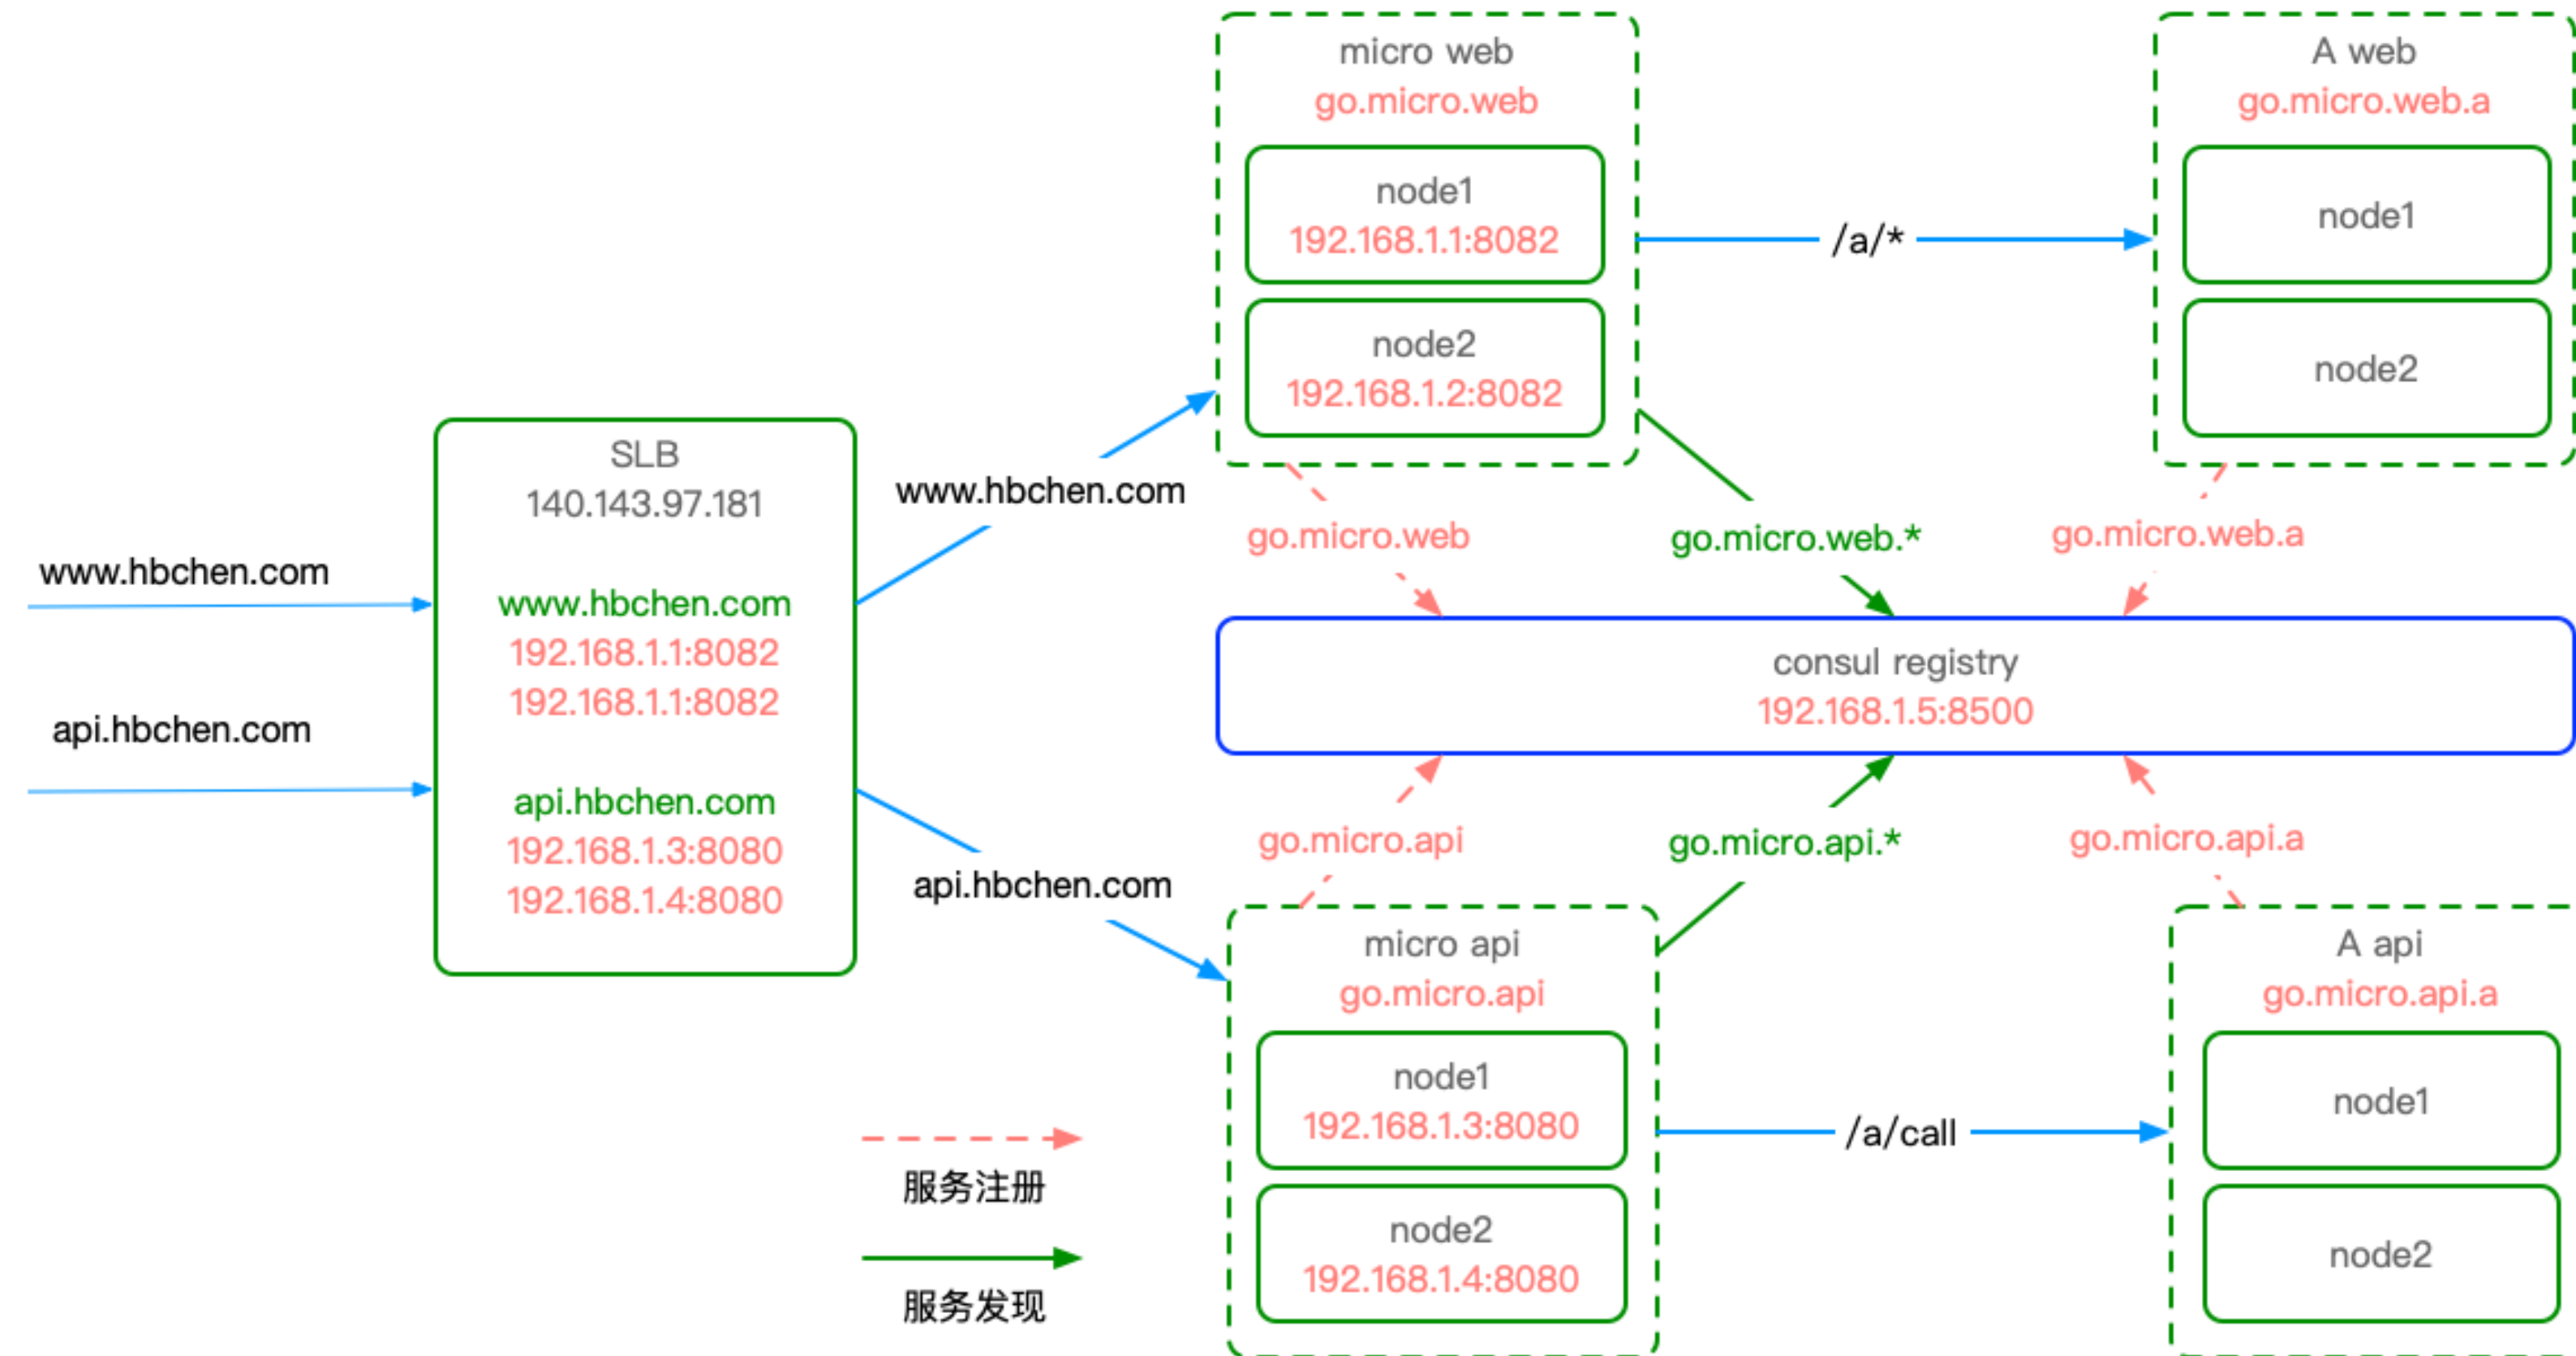 www.hbchen.com
api.hbchen.com
SLB
140.143.97.181
www.hbchen.com
192.168.1.1:8082
192.168.1.1:8082
api.hbchen.com
192.168.1.3:8080
192.168.1.4:8080
www.hbchen.com
api.hbchen.com
micro web
go.micro.web
node1
192.168.1.1:8082
node2
192.168.1.2:8082
/a/*
A web
go.micro.web.a
node1
node2
go.micro.web
go.micro.web.*
go.micro.web.a
consul registry
192.168.1.5:8500
go.micro.api
go.micro.api.*
go.micro.api.a
micro api
go.micro.api
node1
192.168.1.3:8080
node2
192.168.1.4:8080
/a/call
A api
go.micro.api.a
node1
node2
服务注册
服务发现